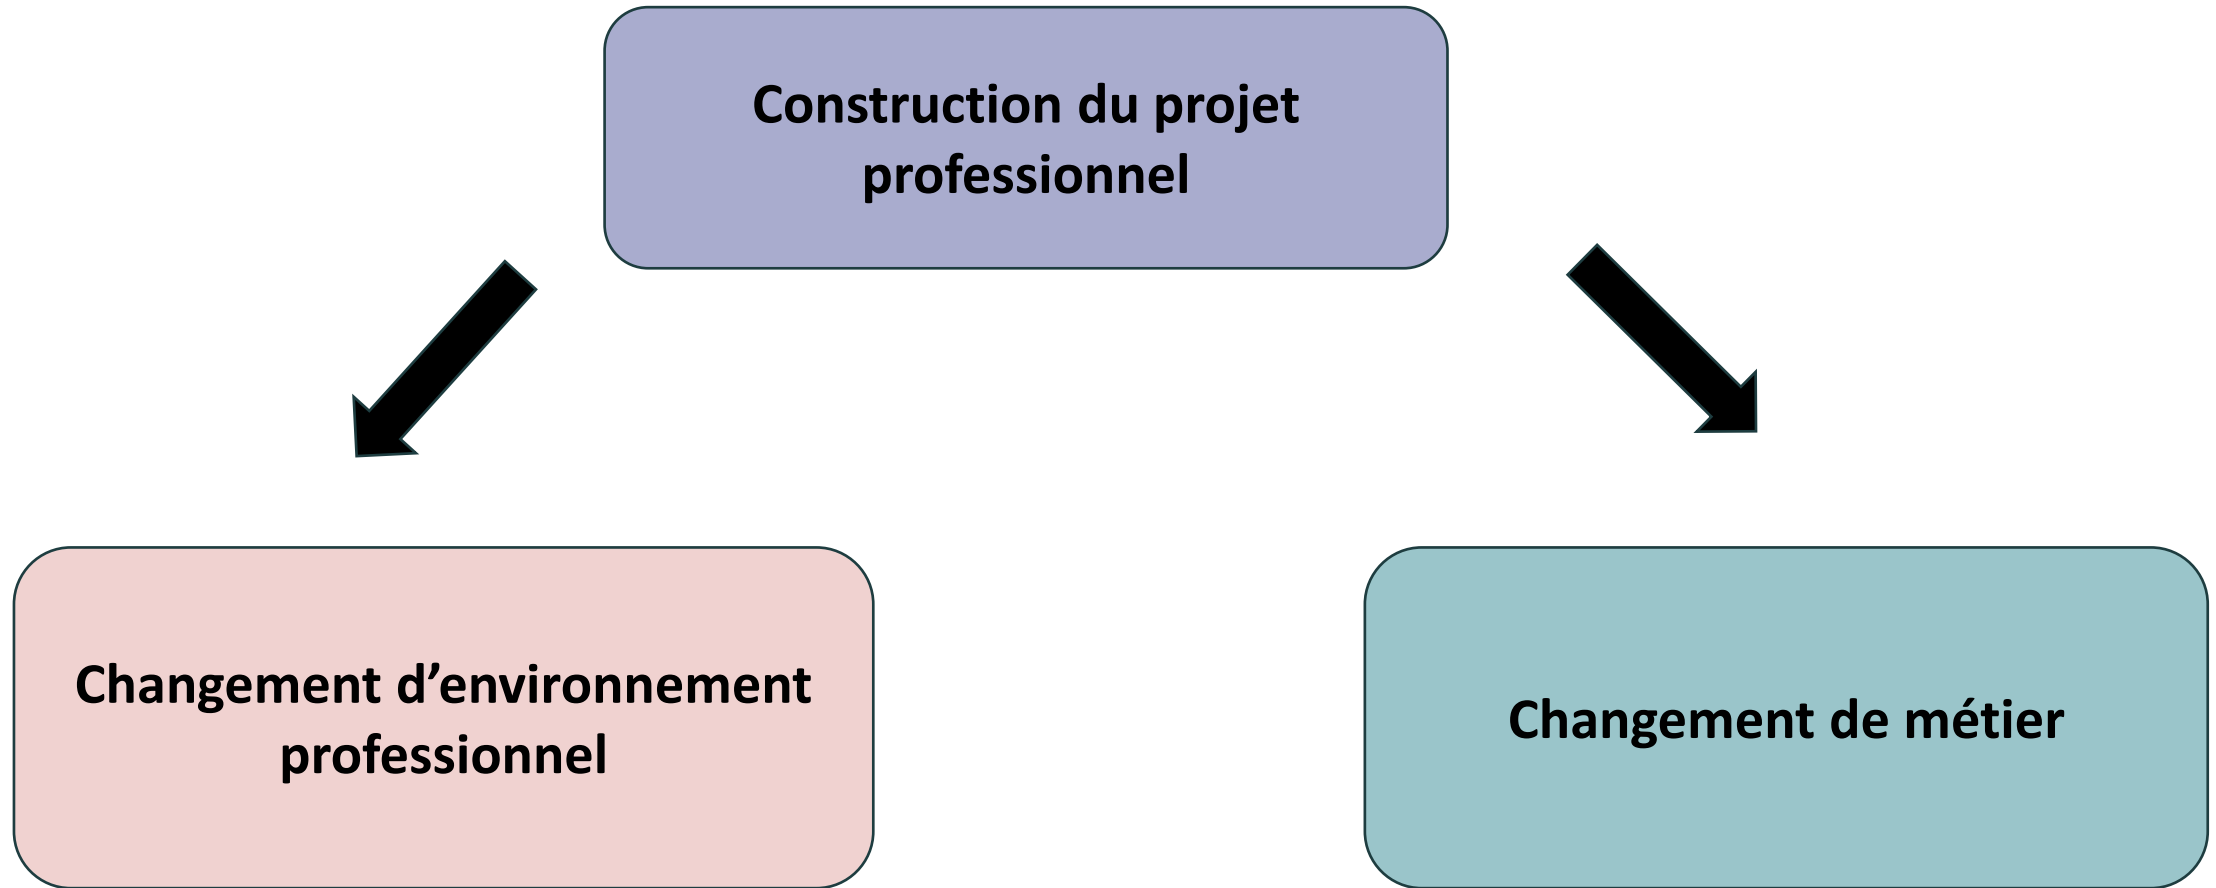 Construction du projet
professionnel
Changement d’environnement
professionnel
Changement de métier